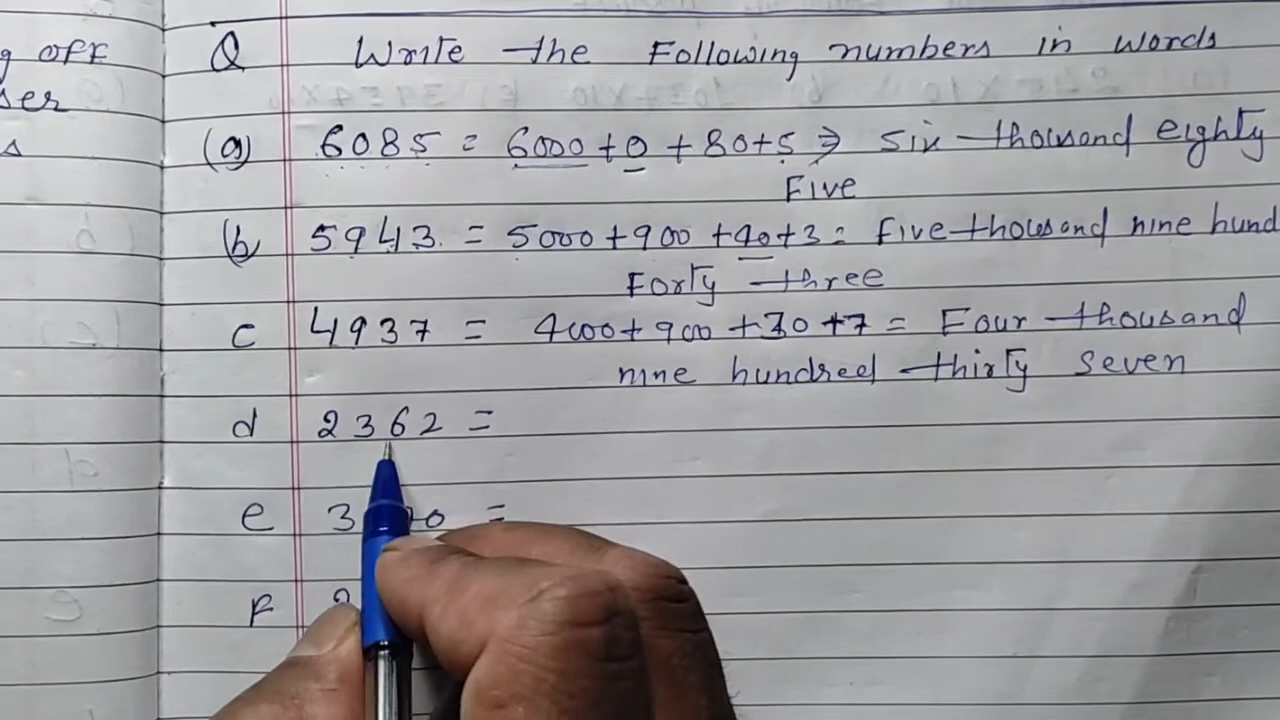 g off
ser
s
Q Write the Following numbers in words
(a) 6085 = 6000 + 0 + 80+5 ⇒ Six thousand eighty
Five
(b) 5943 = 5000+900 +40+3 = Five thousand nine hund
Forty three
c 4937 = 4000+900 +30+7 = Four thousand
nine hundred thirty seven
d 2362 =
e =
F